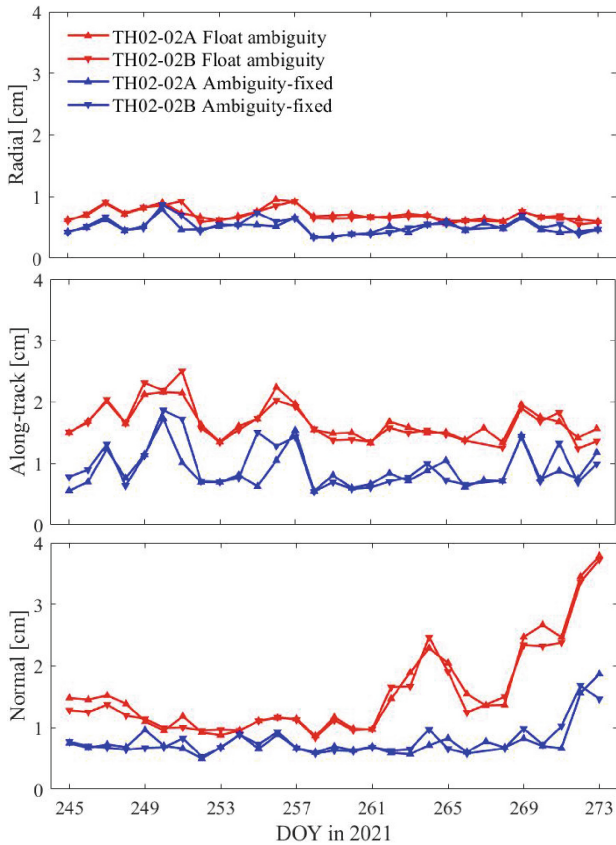 4
TH02-02A Float ambiguity
TH02-02B Float ambiguity
3
TH02-02A Ambiguity-fixed
TH02-02B Ambiguity-fixed
2
1
0
Radial [cm]
4
3
2
1
0
Along-track [cm]
4
3
2
1
0
Normal [cm]
245 249 253 257 261 265 269 273
DOY in 2021